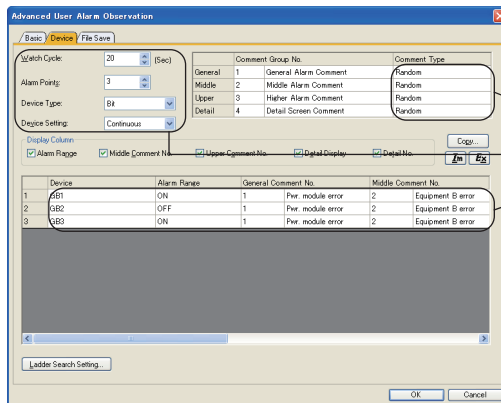 Advanced User Alarm Observation
Basic Device File Save
Watch Cycle: 20 (Sec)
Alarm Points: 3
Device Type: Bit
Device Setting: Continuous
Comment Group No. Comment Type
General 1 General Alarm Comment Random
Middle 2 Middle Alarm Comment Random
Upper 3 Higher Alarm Comment Random
Detail 4 Detail Screen Comment Random
Copy...
Display Column
Alarm Range Middle Comment No. Upper Comment No. Detail Display Detail No.
Im Ex
Device Alarm Range General Comment No. Middle Comment No.
1 GB1 ON 1 Pwr. module error 2 Equipment B error
2 GB2 OFF 1 Pwr. module error 2 Equipment B error
3 GB3 ON 1 Pwr. module error 2 Equipment B error
Ladder Search Setting...
OK Cancel